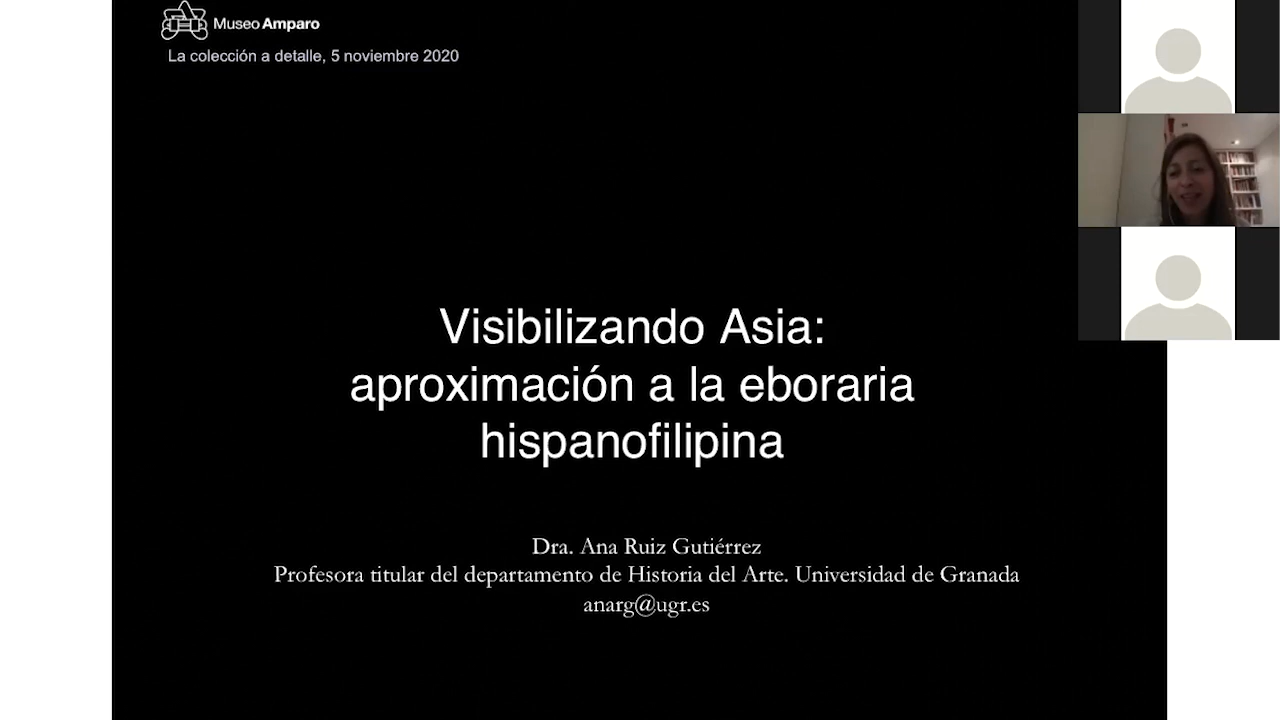 Museo Amparo
La colección a detalle, 5 noviembre 2020
Visibilizando Asia:
aproximación a la eboraria
hispanofilipina
Dra. Ana Ruiz Gutiérrez
Profesora titular del departamento de Historia del Arte. Universidad de Granada
anarg@ugr.es